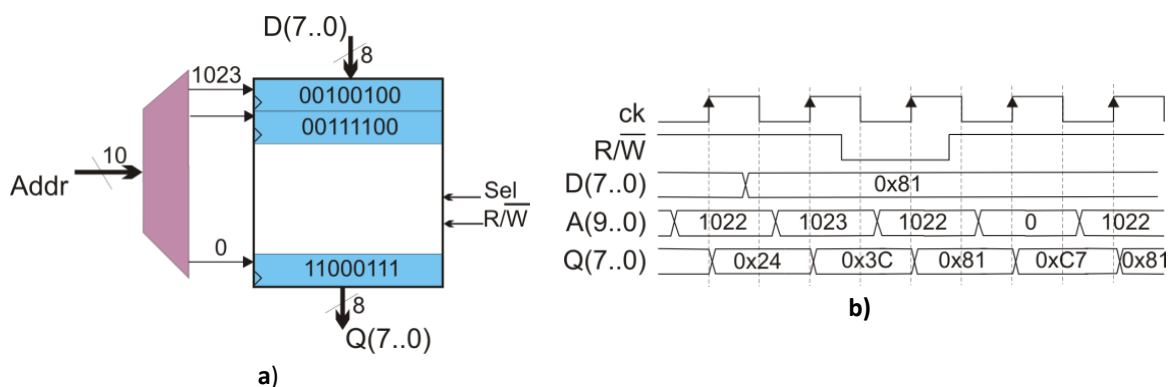 D(7..0)
8
1023
00100100
00111100
10
Addr
Sel
R/W
0
11000111
8
Q(7..0)
a)
ck
R/W
D(7..0)
0x81
A(9..0)
1022 1023 1022 0 1022
Q(7..0)
0x24 0x3C 0x81 0xC7 0x81
b)